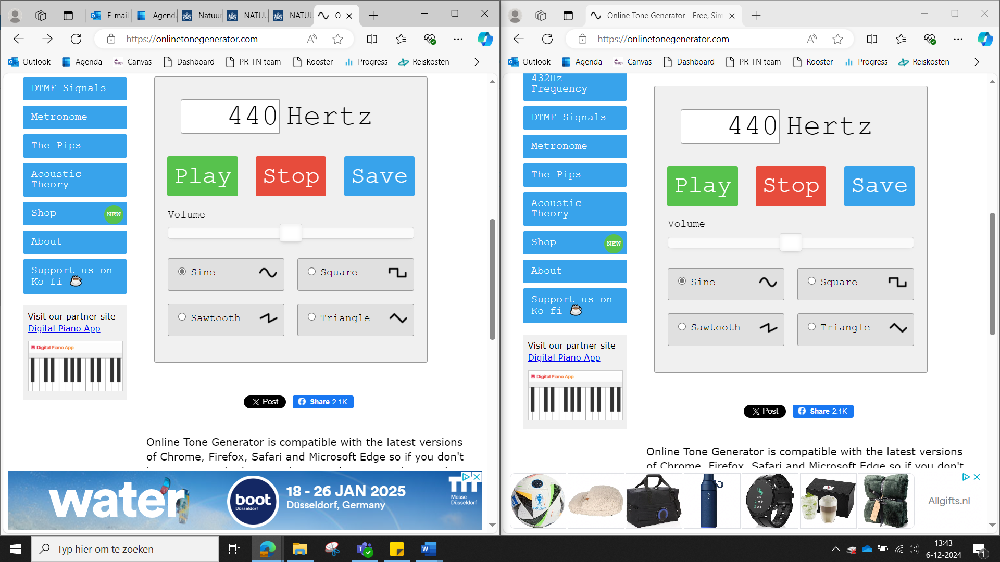 E-mail
Agend
Natuur
NATUU
NATUU
O
https://onlinetonegenerator.com
Outlook
Agenda
Canvas
Dashboard
PR-TN team
Rooster
Progress
Reiskosten
DTMF Signals
Metronome
The Pips
Acoustic
Theory
Shop NEW
About
Support us on
Ko-fi
Visit our partner site
Digital Piano App
Digital Piano App
440 Hertz
Play Stop Save
Volume
Sine
Square
Sawtooth
Triangle
Post
Share 2.1K
Online Tone Generator is compatible with the latest versions
of Chrome, Firefox, Safari and Microsoft Edge so if you don't
water
boot
Düsseldorf
18 - 26 JAN 2025
Düsseldorf, Germany
Messe
Düsseldorf
Online Tone Generator - Free, Sim
https://onlinetonegenerator.com
Outlook
Agenda
Canvas
Dashboard
PR-TN team
Rooster
Progress
Reiskosten
432Hz
Frequency
DTMF Signals
Metronome
The Pips
Acoustic
Theory
Shop NEW
About
Support us on
Ko-fi
Visit our partner site
Digital Piano App
Digital Piano App
440 Hertz
Play Stop Save
Volume
Sine
Square
Sawtooth
Triangle
Post
Share 2.1K
Online Tone Generator is compatible with the latest versions
of Chrome, Firefox, Safari and Microsoft Edge so if you don't
Allgifts.nl
Typ hier om te zoeken
13:43
6-12-2024
1